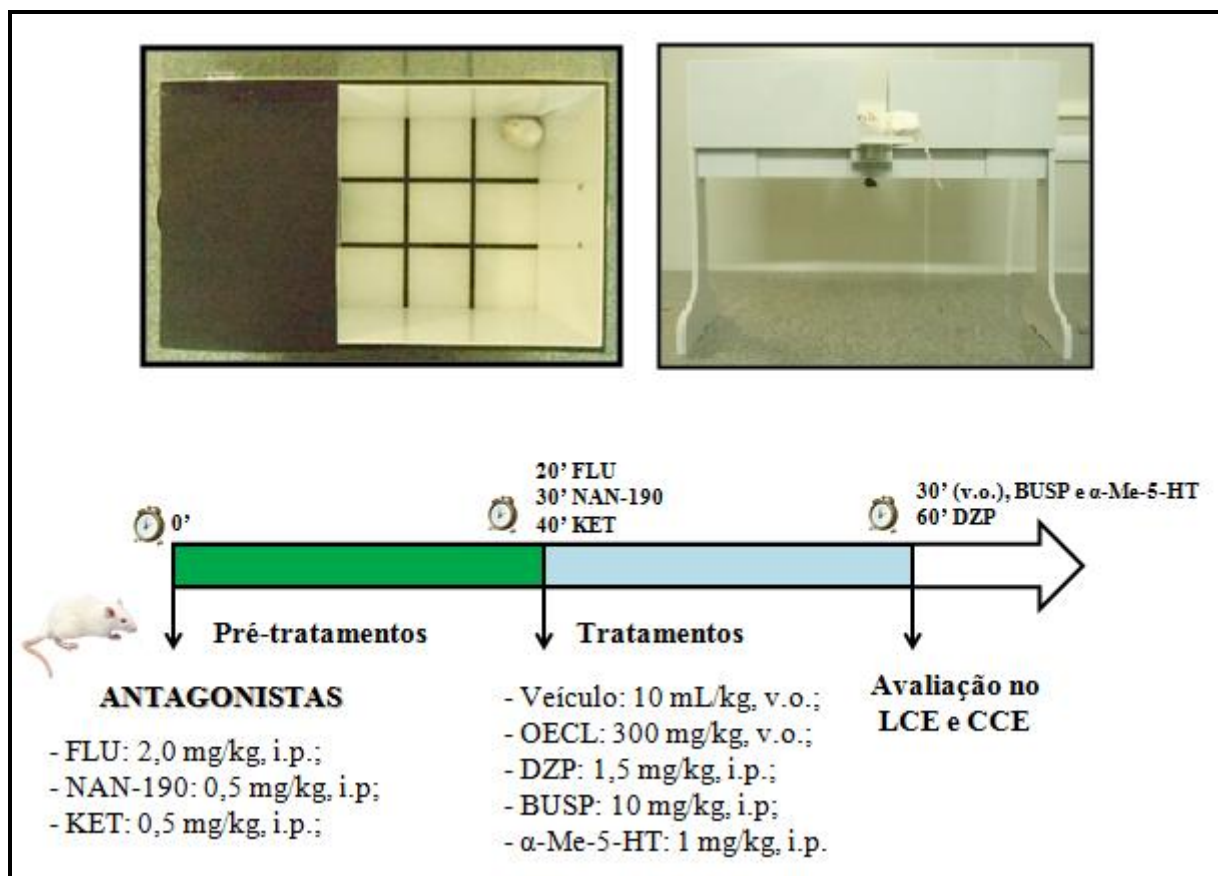 0’
20’ FLU
30’ NAN-190
40’ KET
30’ (v.o.), BUSP e α-Me-5-HT
60’ DZP
Pré-tratamentos
ANTAGONISTAS
- FLU: 2,0 mg/kg, i.p.;
- NAN-190: 0,5 mg/kg, i.p;
- KET: 0,5 mg/kg, i.p.;
Tratamentos
- Veículo: 10 mL/kg, v.o.;
- OECL: 300 mg/kg, v.o.;
- DZP: 1,5 mg/kg, i.p.;
- BUSP: 10 mg/kg, i.p;
- α-Me-5-HT: 1 mg/kg, i.p.
Avaliação no
LCE e CCE